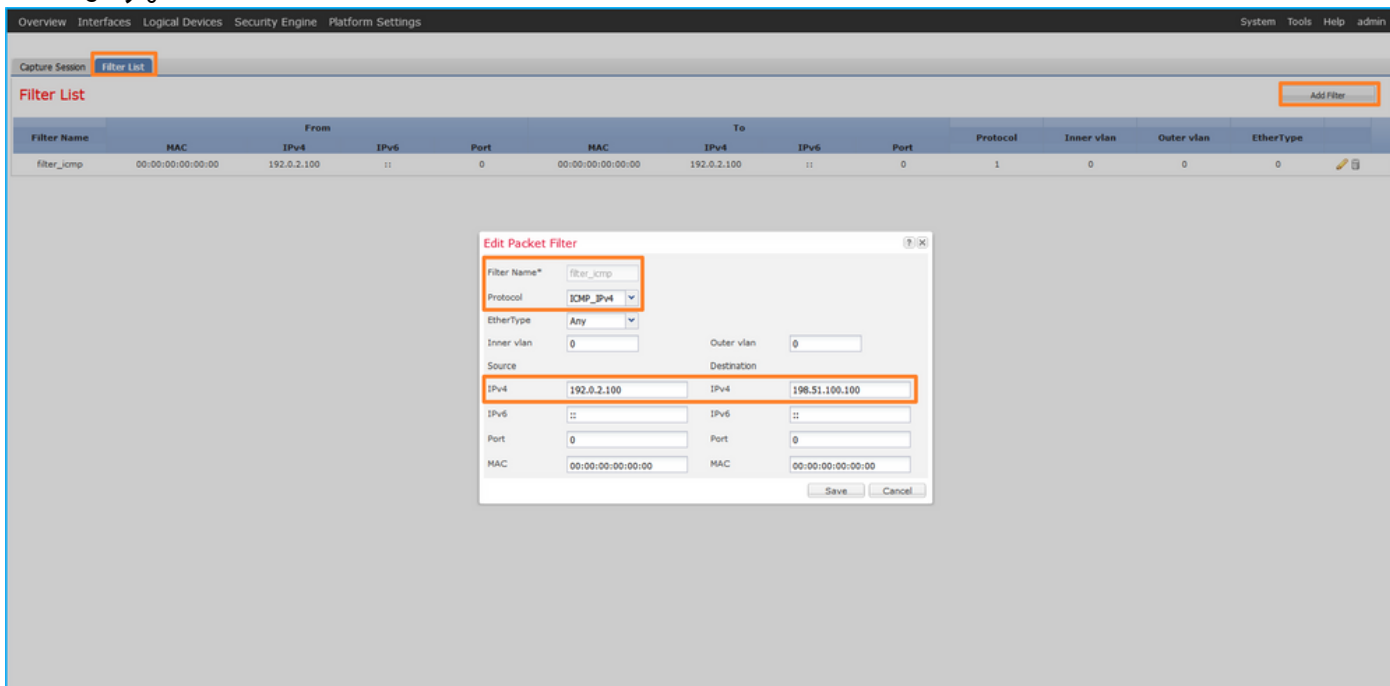 Overview Interfaces Logical Devices Security Engine Platform Settings System Tools Help admin
Capture Session Filter List
Filter List Add Filter
From To
Filter Name Protocol Inner vlan Outer vlan EtherType
MAC IPv4 IPv6 Port MAC IPv4 IPv6 Port
filter_icmp 00:00:00:00:00:00 192.0.2.100 :: 0 00:00:00:00:00:00 192.0.2.100 :: 0 1 0 0 0
Edit Packet Filter
Filter Name* filter_icmp
Protocol ICMP_IPv4
EtherType Any
Inner vlan 0 Outer vlan 0
Source Destination
IPv4 192.0.2.100 IPv4 198.51.100.100
IPv6 :: IPv6 ::
Port 0 Port 0
MAC 00:00:00:00:00:00 MAC 00:00:00:00:00:00
Save Cancel